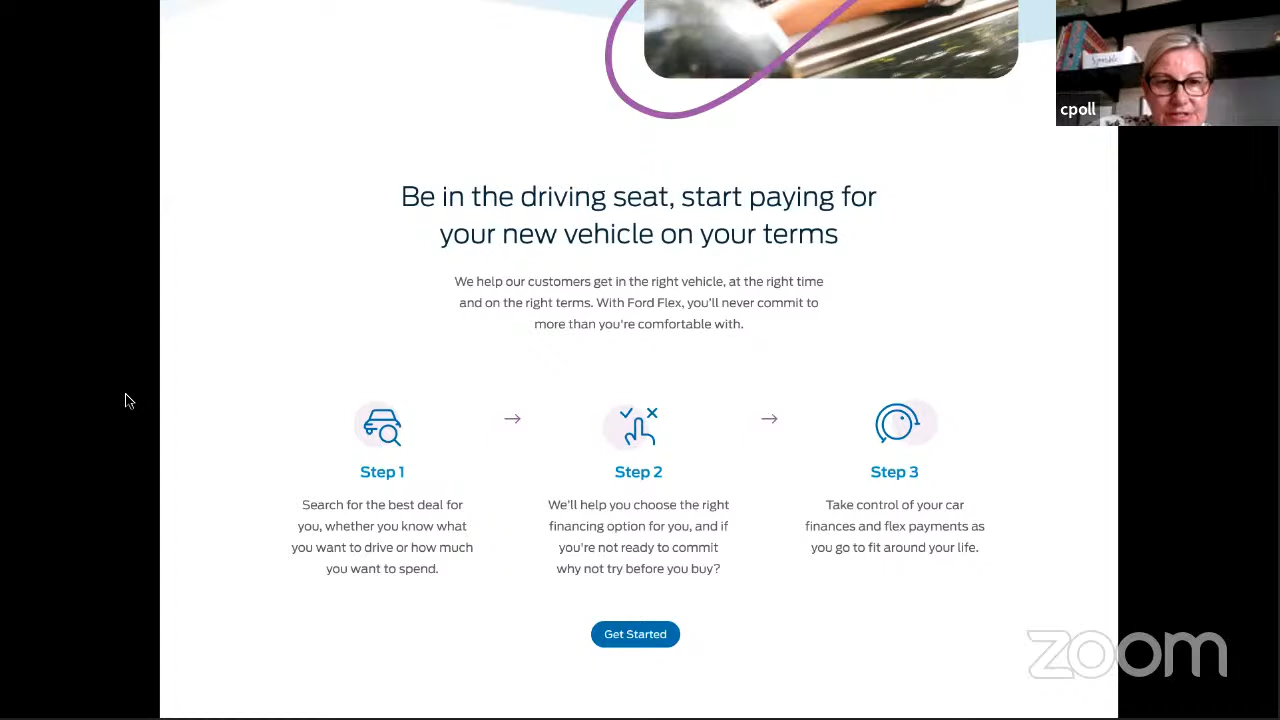 cpoll
Be in the driving seat, start paying for
your new vehicle on your terms
We help our customers get in the right vehicle, at the right time
and on the right terms. With Ford Flex, you'll never commit to
more than you're comfortable with.
Step 1
Search for the best deal for
you, whether you know what
you want to drive or how much
you want to spend.
Step 2
We'll help you choose the right
financing option for you, and if
you're not ready to commit
why not try before you buy?
Step 3
Take control of your car
finances and flex payments as
you go to fit around your life.
Get Started
zoom